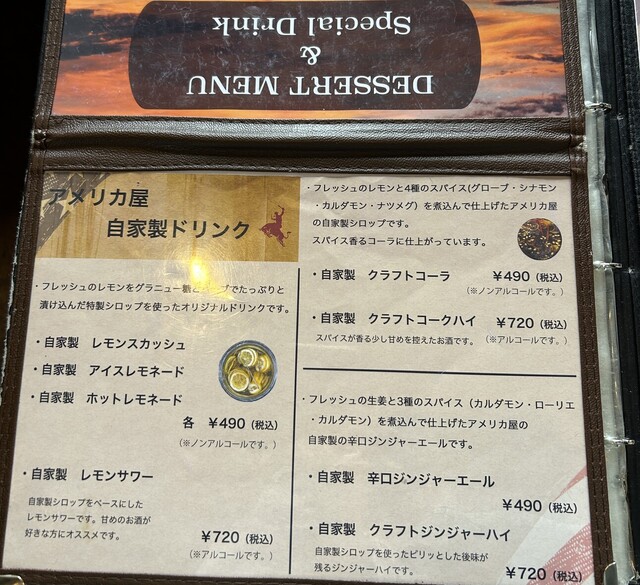 DESSERT MENU
&
Special Drink
アメリカ屋
自家製ドリンク
・フレッシュのレモンをグラニュー糖と　ープでたっぷりと
漬け込んだ特製シロップを使ったオリジナルドリンクです。
・自家製　レモンスカッシュ
・自家製　アイスレモネード
・自家製　ホットレモネード
各　¥490（税込）
（※ノンアルコールです。）
・自家製　レモンサワー
自家製シロップをベースにした
レモンサワーです。甘めのお酒が
好きな方にオススメです。
¥720（税込）
（※アルコールです。）
・フレッシュのレモンと4種のスパイス(グローブ・シナモン
・カルダモン・ナツメグ）を煮込んで仕上げたアメリカ屋
の自家製シロップです。
スパイス香るコーラに仕上がっています。
・自家製　クラフトコーラ　¥490（税込）
（※ノンアルコールです。）
・自家製　クラフトコークハイ　¥720（税込）
スパイスが香る少し甘めを控えたお酒です。（※アルコールです。）
・フレッシュの生姜と3種のスパイス（カルダモン・ローリエ
・カルダモン）を煮込んで仕上げたアメリカ屋の
自家製の辛口ジンジャーエールです。
・自家製　辛口ジンジャーエール
¥490（税込）
・自家製　クラフトジンジャーハイ
自家製シロップを使ったピリッとした後味が
残るジンジャーハイです。
¥720（税込）